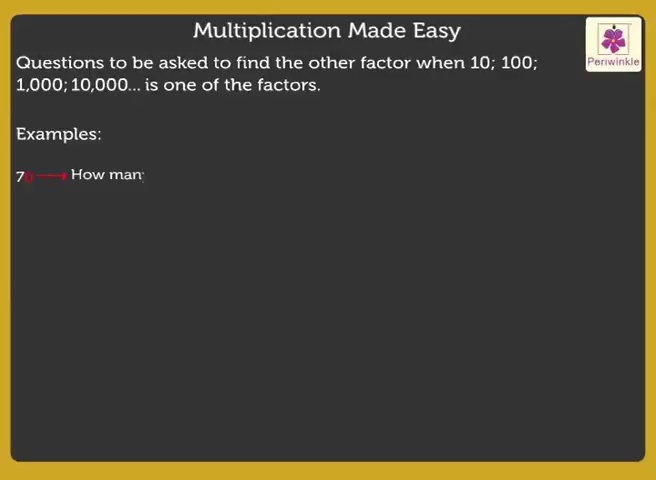 Multiplication Made Easy
Periwinkle
Questions to be asked to find the other factor when 10; 100;
1,000; 10,000... is one of the factors.
Examples:
70 How